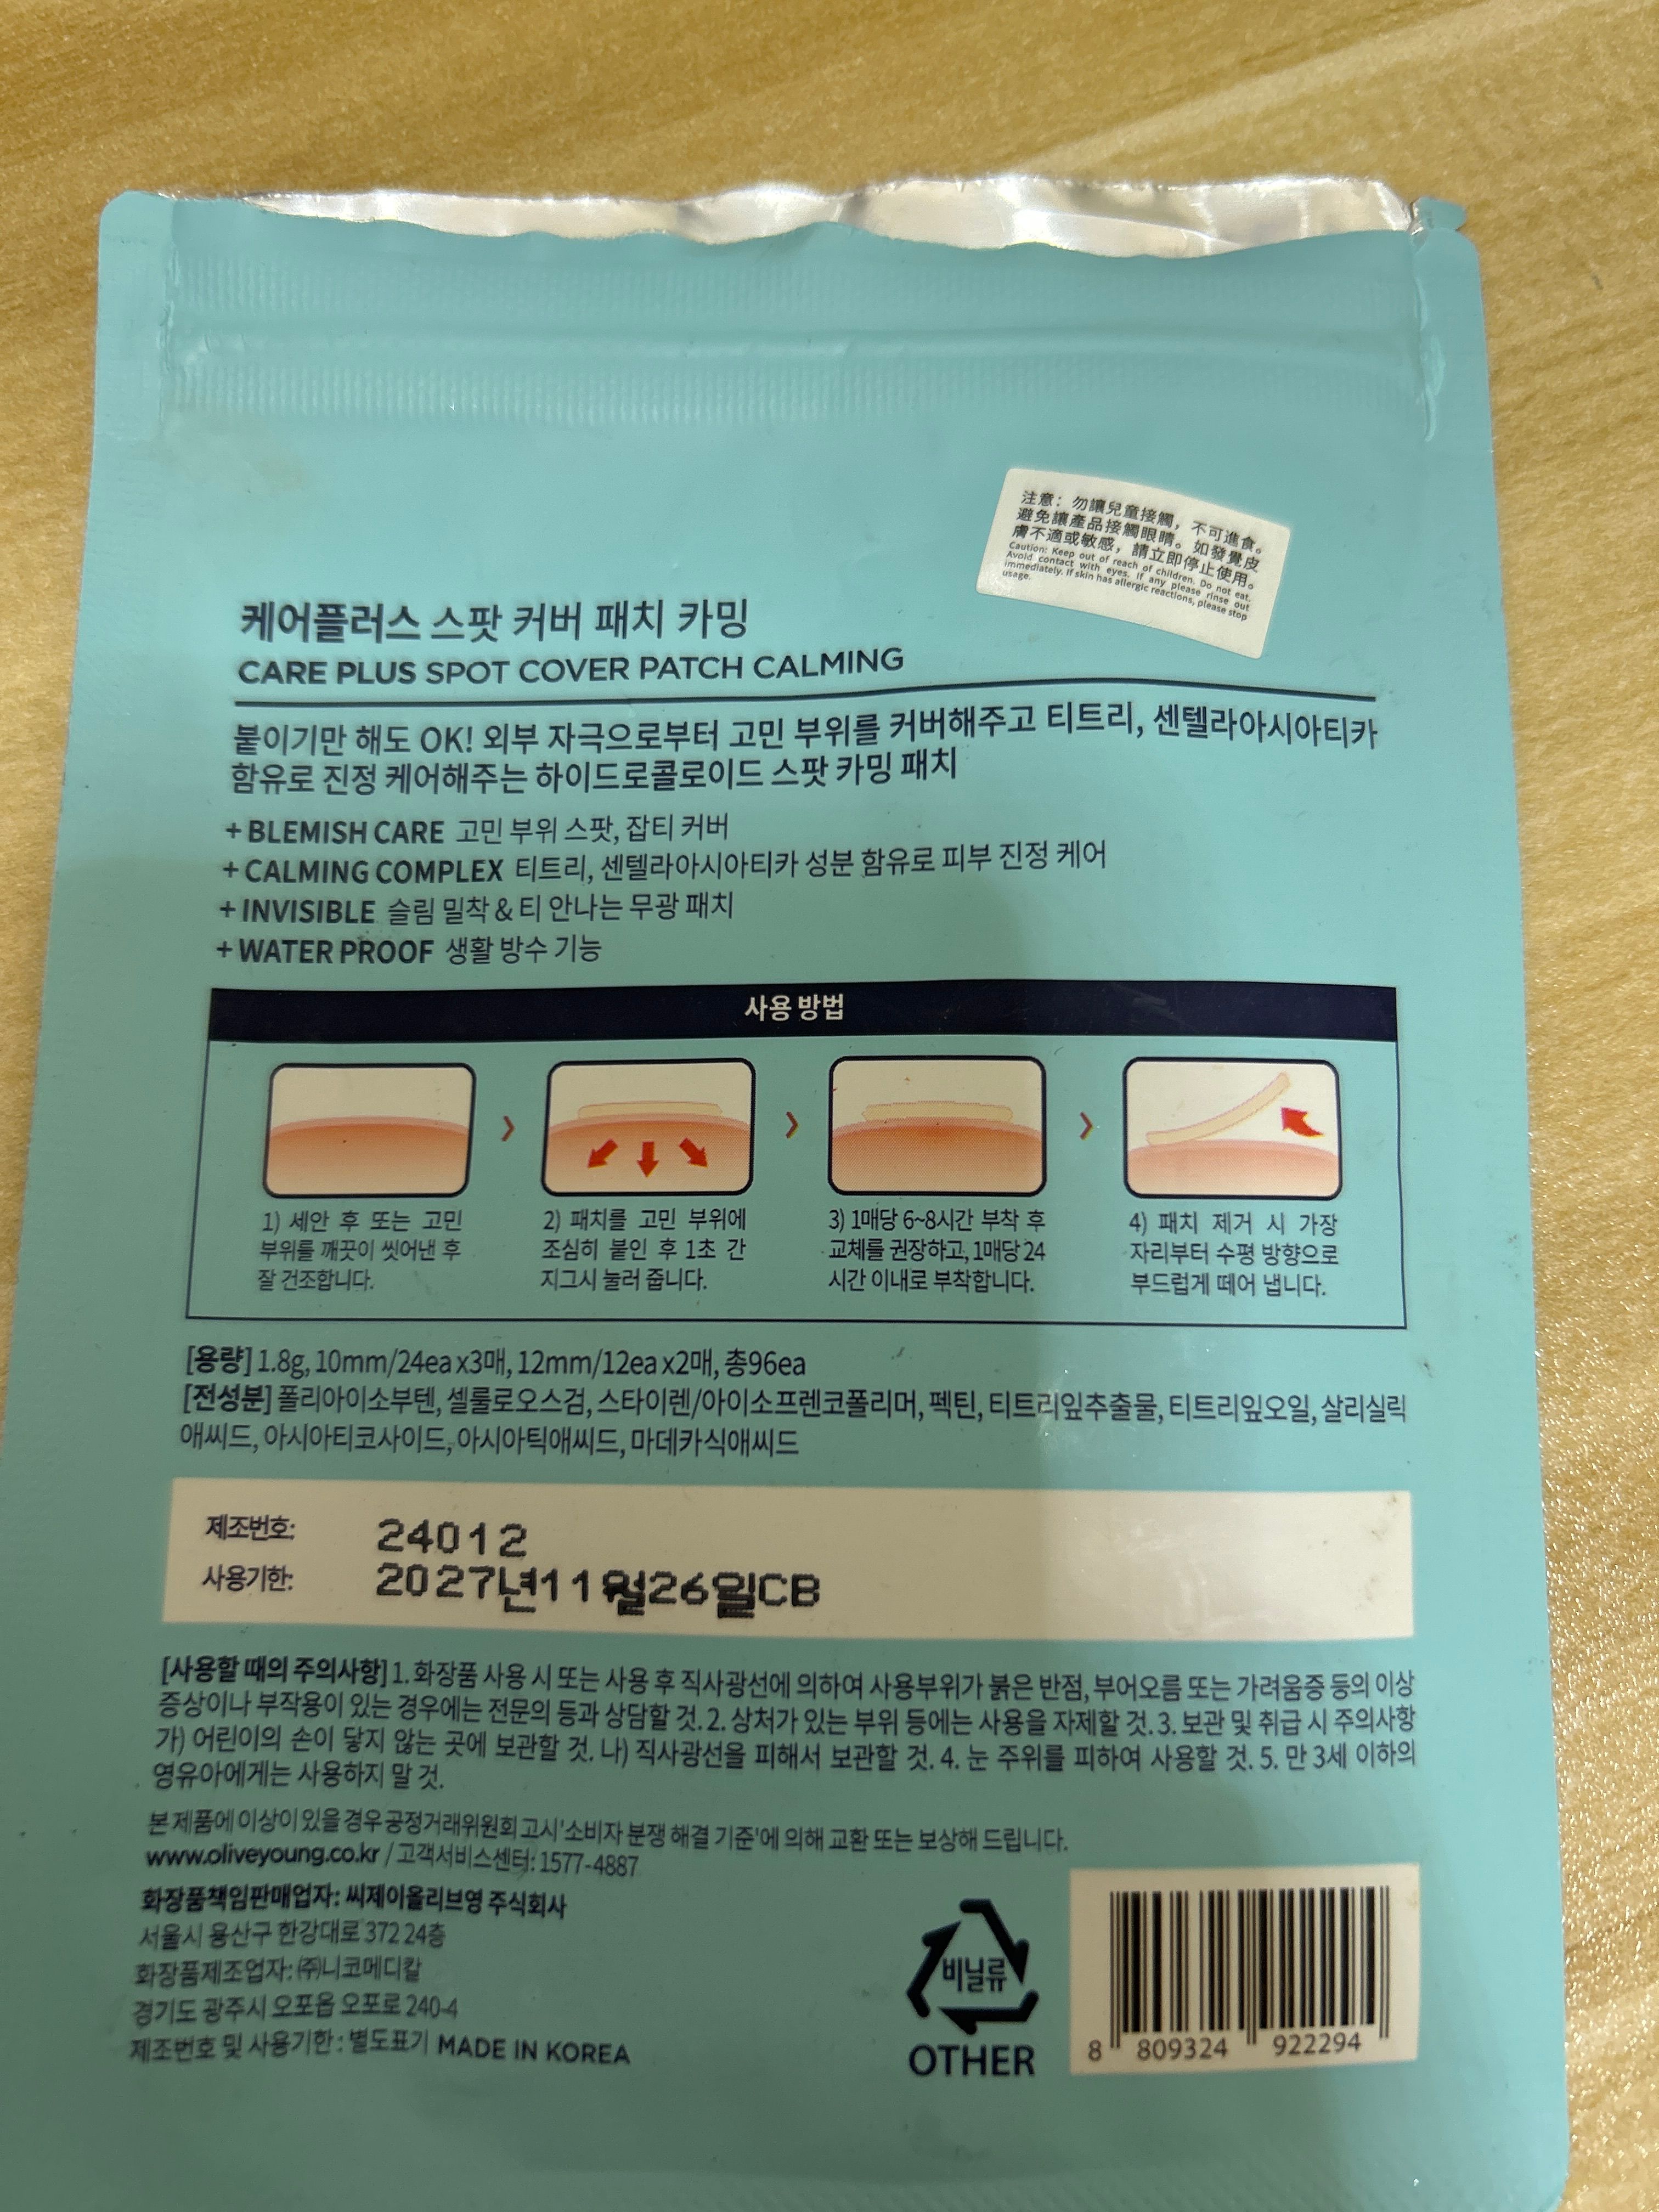 注意：勿讓兒童接觸，不可進食。
避免讓產品接觸眼睛。如發覺皮
膚不適或敏感，請立即停止使用。
Caution: Keep out of reach of children. Do not eat.
Avoid contact with eyes. If any please rinse out
immediately. If skin has allergic reactions, please stop
usage.
케어플러스 스팟 커버 패치 카밍
CARE PLUS SPOT COVER PATCH CALMING
붙이기만 해도 OK! 외부 자극으로부터 고민 부위를 커버해주고 티트리, 센텔라아시아티카
함유로 진정 케어해주는 하이드로콜로이드 스팟 카밍 패치
+ BLEMISH CARE 고민 부위 스팟, 잡티 커버
+ CALMING COMPLEX 티트리, 센텔라아시아티카 성분 함유로 피부 진정 케어
+ INVISIBLE 슬림 밀착 & 티 안나는 무광 패치
+ WATER PROOF 생활 방수 기능
사용 방법
1) 세안 후 또는 고민
부위를 깨끗이 씻어낸 후
잘 건조합니다.
2) 패치를 고민 부위에
조심히 붙인 후 1초 간
지그시 눌러 줍니다.
3) 1매당 6~8시간 부착 후
교체를 권장하고, 1매당 24
시간 이내로 부착합니다.
4) 패치 제거 시 가장
자리부터 수평 방향으로
부드럽게 떼어 냅니다.
[용량] 1.8g, 10mm/24ea x3매, 12mm/12ea x2매, 총96ea
[전성분] 폴리아이소부텐, 셀룰로오스검, 스타이렌/아이소프렌코폴리머, 펙틴, 티트리잎추출물, 티트리잎오일, 살리실릭
애씨드, 아시아티코사이드, 아시아틱애씨드, 마데카식애씨드
제조번호: 24012
사용기한: 2027년11월26일CB
[사용할 때의 주의사항] 1. 화장품 사용 시 또는 사용 후 직사광선에 의하여 사용부위가 붉은 반점, 부어오름 또는 가려움증 등의 이상
증상이나 부작용이 있는 경우에는 전문의 등과 상담할 것. 2. 상처가 있는 부위 등에는 사용을 자제할 것. 3. 보관 및 취급 시 주의사항
가) 어린이의 손이 닿지 않는 곳에 보관할 것. 나) 직사광선을 피해서 보관할 것. 4. 눈 주위를 피하여 사용할 것. 5. 만 3세 이하의
영유아에게는 사용하지 말 것.
본 제품에 이상이 있을 경우 공정거래위원회 고시 '소비자 분쟁 해결 기준'에 의해 교환 또는 보상해 드립니다.
www.oliveyoung.co.kr / 고객서비스센터: 1577-4887
화장품책임판매업자: 씨제이올리브영 주식회사
서울시 용산구 한강대로 372 24층
화장품제조업자: ㈜니코메디칼
경기도 광주시 오포읍 오포로 240-4
제조번호 및 사용기한 : 별도표기 MADE IN KOREA
비닐류
OTHER
8 809324 922294